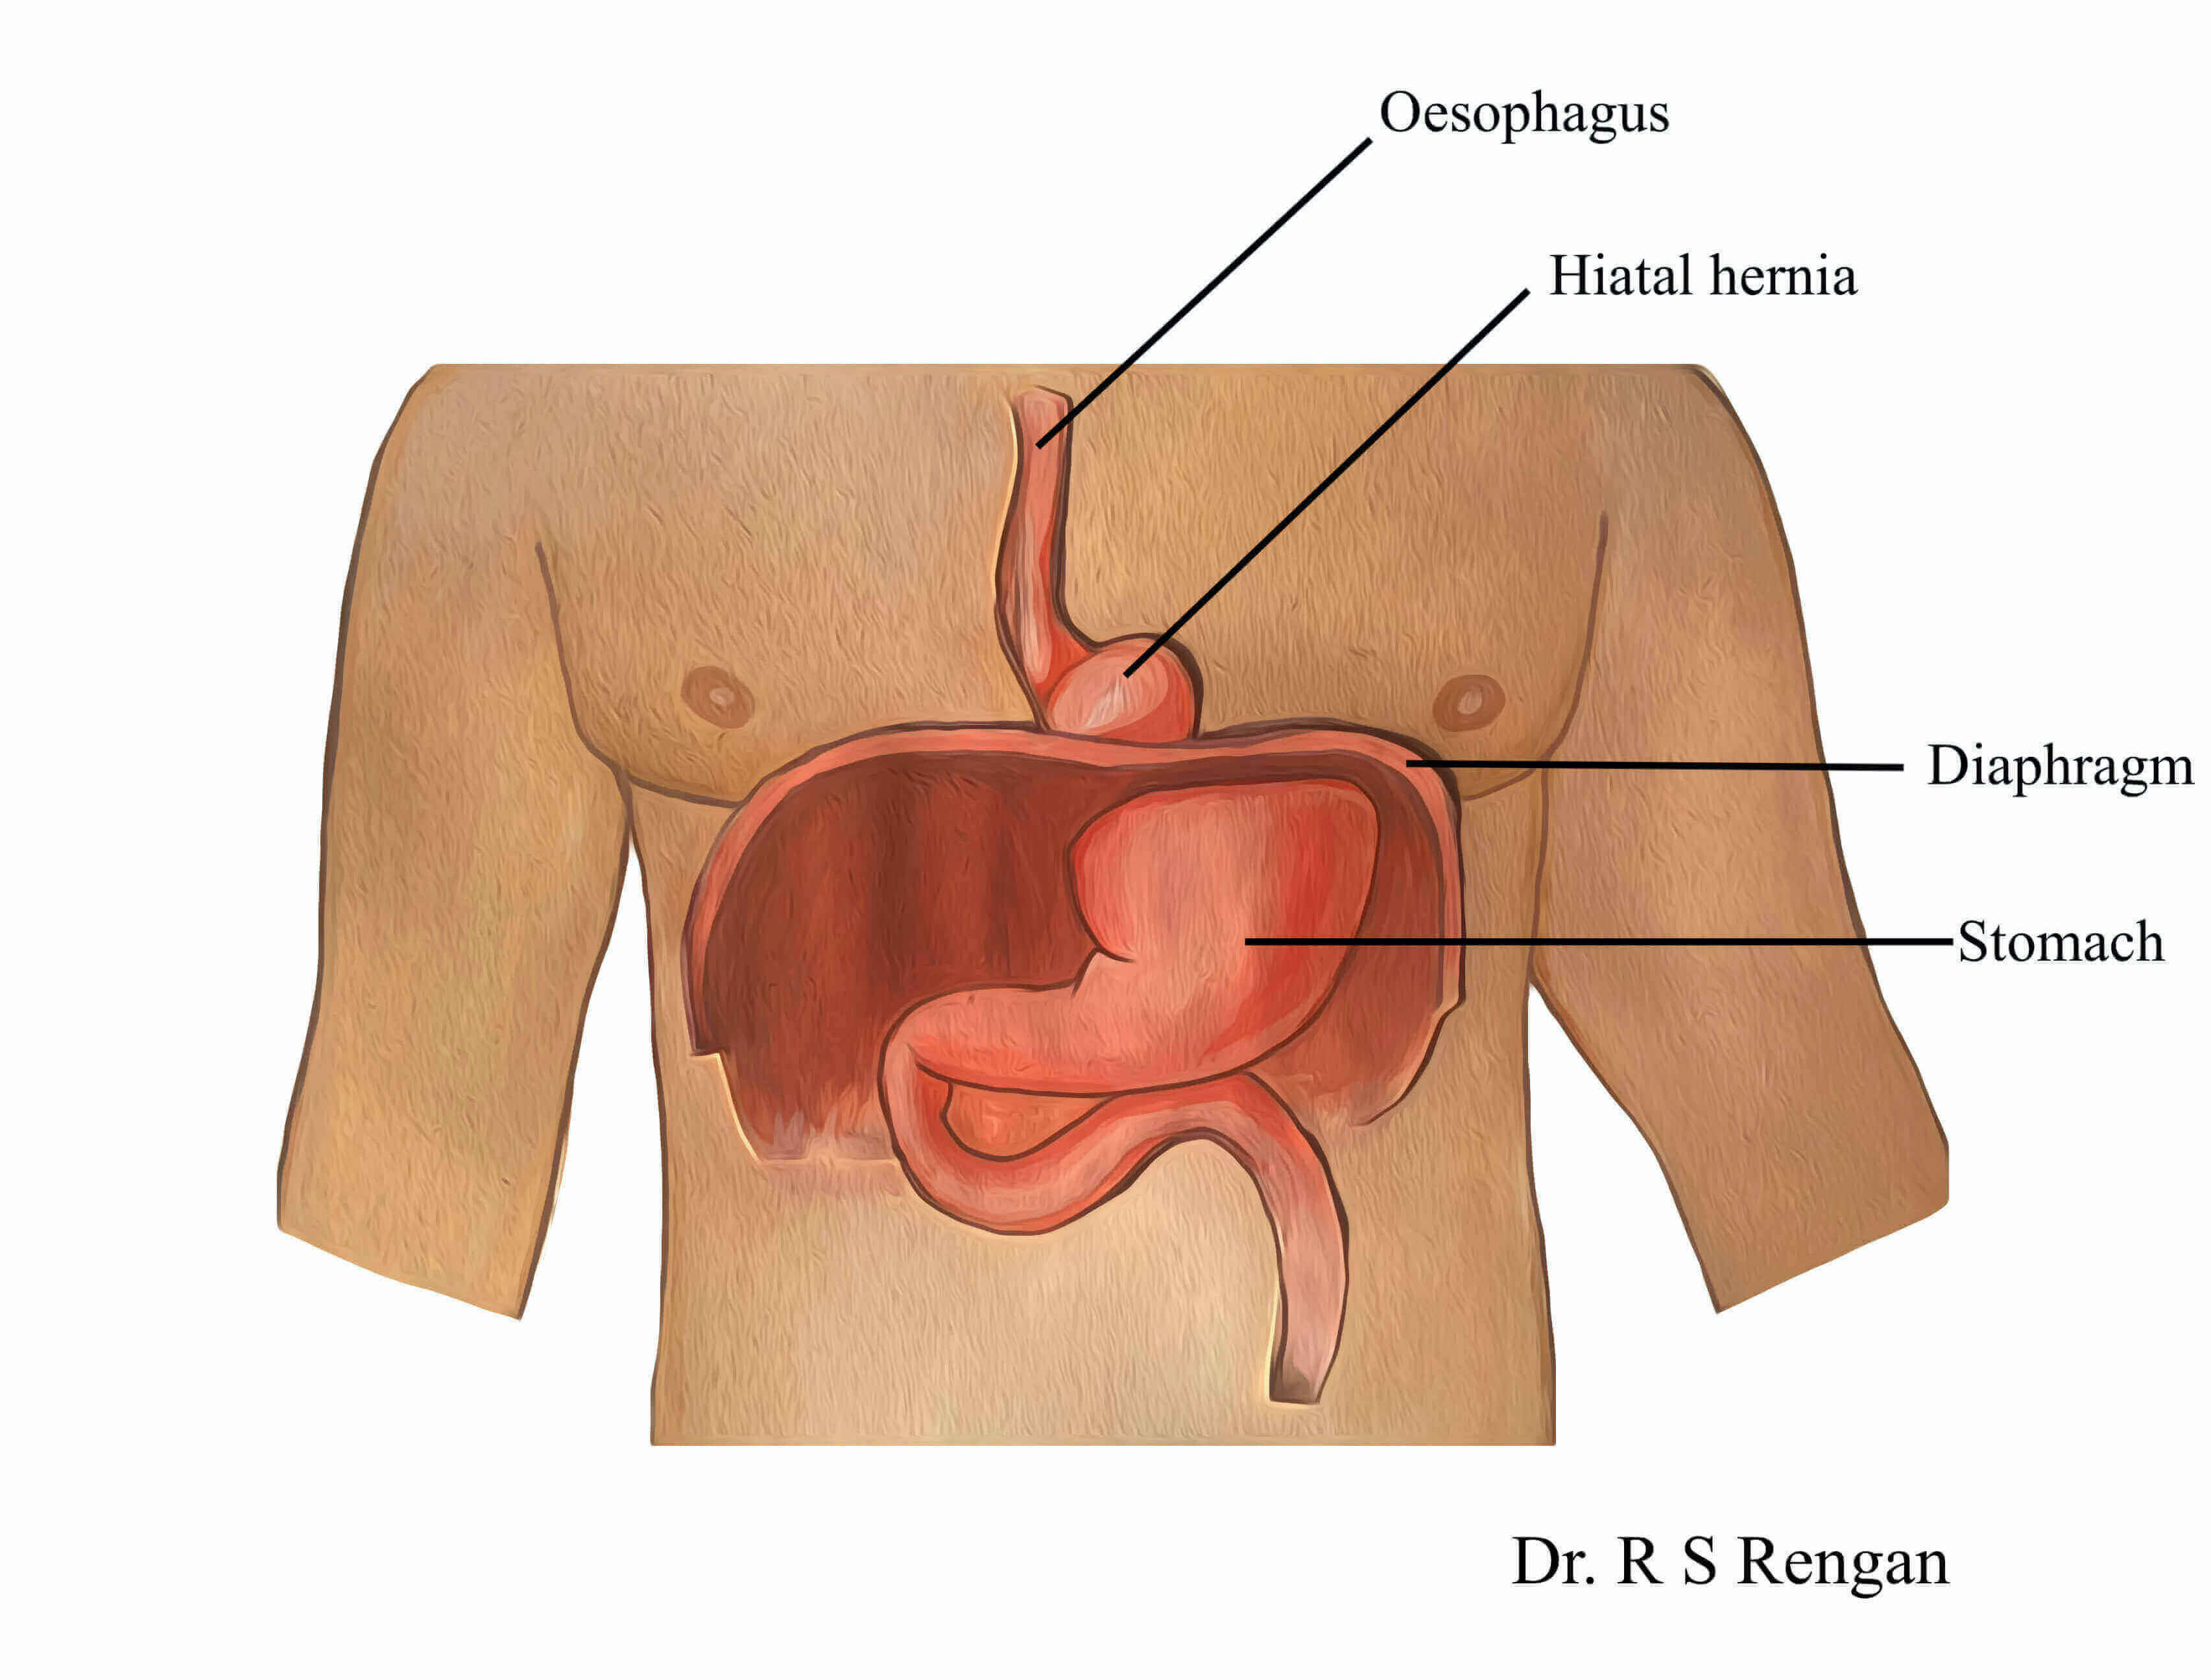 Oesophagus
Hiatal hernia
Diaphragm
Stomach
Dr. R S Rengan